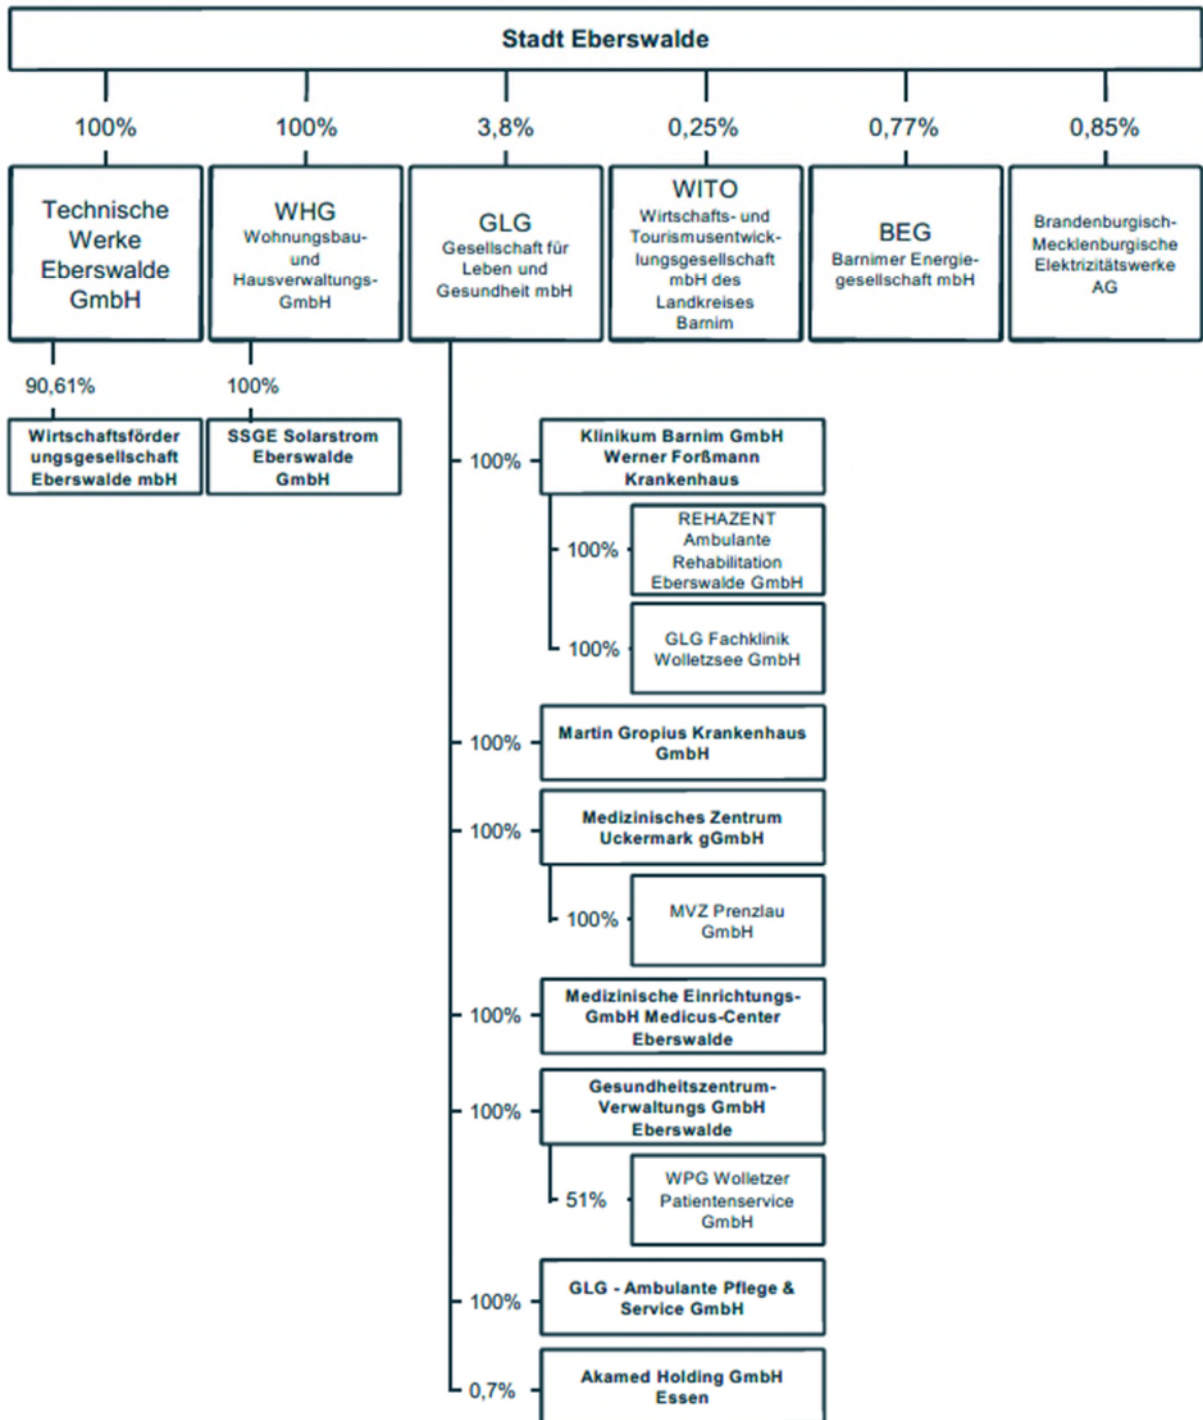 Stadt Eberswalde
100%
100%
3,8%
0,25%
0,77%
0,85%
Technische
Werke
Eberswalde
GmbH
WHG
Wohnungsbau-
und
Hausverwaltungs-
GmbH
GLG
Gesellschaft für
Leben und
Gesundheit mbH
WITO
Wirtschafts- und
Tourismusentwick-
lungsgesellschaft
mbH des
Landkreises
Barnim
BEG
Barnimer Energie-
gesellschaft mbH
Brandenburgisch-
Mecklenburgische
Elektrizitätswerke
AG
90,61%
100%
Wirtschaftsförder
ungsgesellschaft
Eberswalde mbH
SSGE Solarstrom
Eberswalde
GmbH
100%
Klinikum Barnim GmbH
Werner Forßmann
Krankenhaus
100%
REHAZENT
Ambulante
Rehabilitation
Eberswalde GmbH
100%
GLG Fachklinik
Wolletzsee GmbH
100%
Martin Gropius Krankenhaus
GmbH
100%
Medizinisches Zentrum
Uckermark gGmbH
100%
MVZ Prenzlau
GmbH
100%
Medizinische Einrichtungs-
GmbH Medicus-Center
Eberswalde
100%
Gesundheitszentrum-
Verwaltungs GmbH
Eberswalde
51%
WPG Wolletzer
Patientenservice
GmbH
100%
GLG - Ambulante Pflege &
Service GmbH
0,7%
Akamed Holding GmbH
Essen